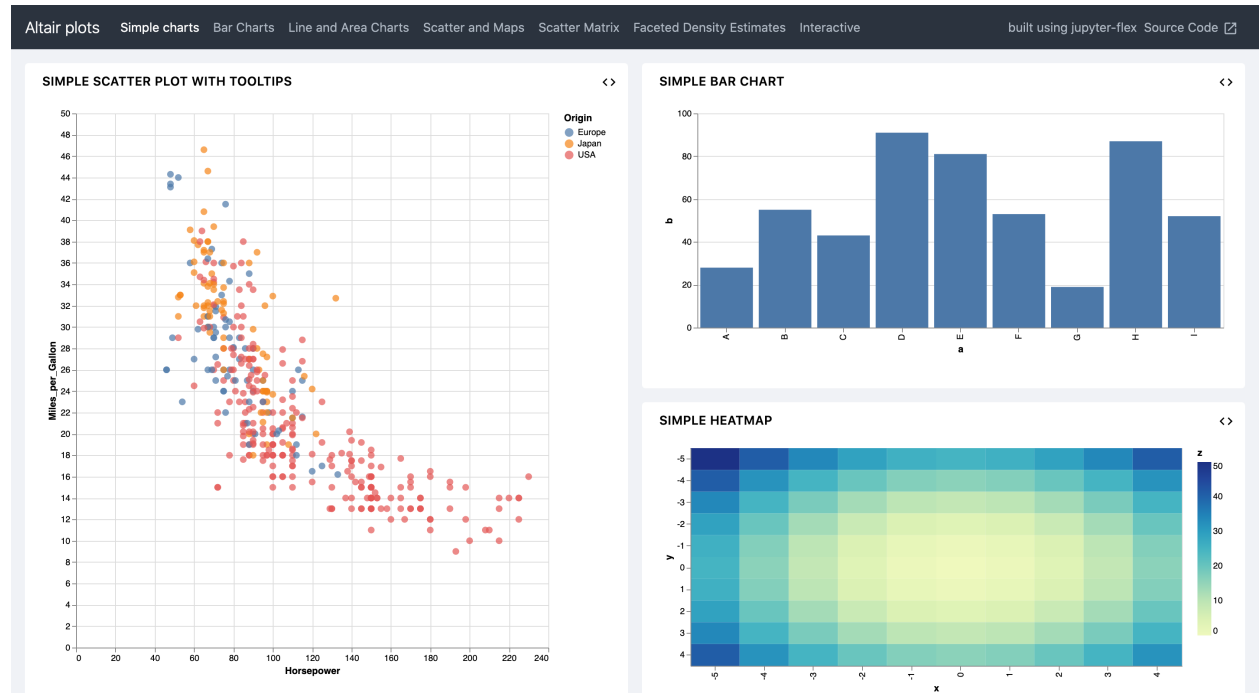 Altair plots Simple charts Bar Charts Line and Area Charts Scatter and Maps Scatter Matrix Faceted Density Estimates Interactive built using jupyter-flex Source Code
SIMPLE SCATTER PLOT WITH TOOLTIPS
Miles_per_Gallon
50
48
46
44
42
40
38
36
34
32
30
28
26
24
22
20
18
16
14
12
10
8
6
4
2
0
0 20 40 60 80 100 120 140 160 180 200 220 240
Horsepower
Origin
Europe
Japan
USA
SIMPLE BAR CHART
b
100
80
60
40
20
0
A B C D E F G H I
a
SIMPLE HEATMAP
y
-5
-4
-3
-2
-1
0
1
2
3
4
-5 -4 -3 -2 -1 0 1 2 3 4
x
z
50
40
30
20
10
0